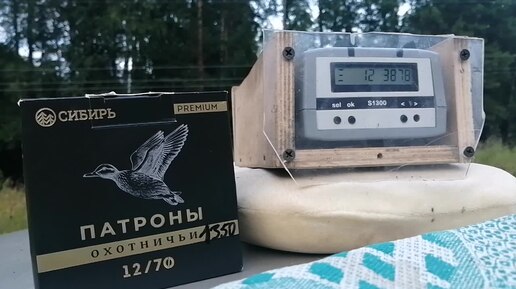 СИБИРЬ
PREMIUM
ПАТРОНЫ
ОХОТНИЧЬИ
1350
12/70
12 3878
sel ok S1300 < >